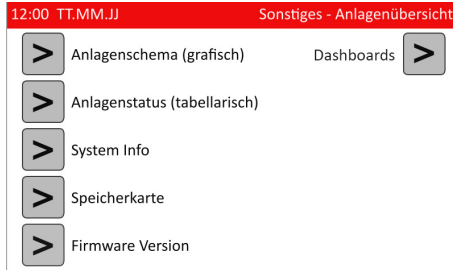 12:00 TT.MM.JJ Sonstiges - Anlagenübersicht
> Anlagenschema (grafisch) Dashboards >
> Anlagenstatus (tabellarisch)
> System Info
> Speicherkarte
> Firmware Version